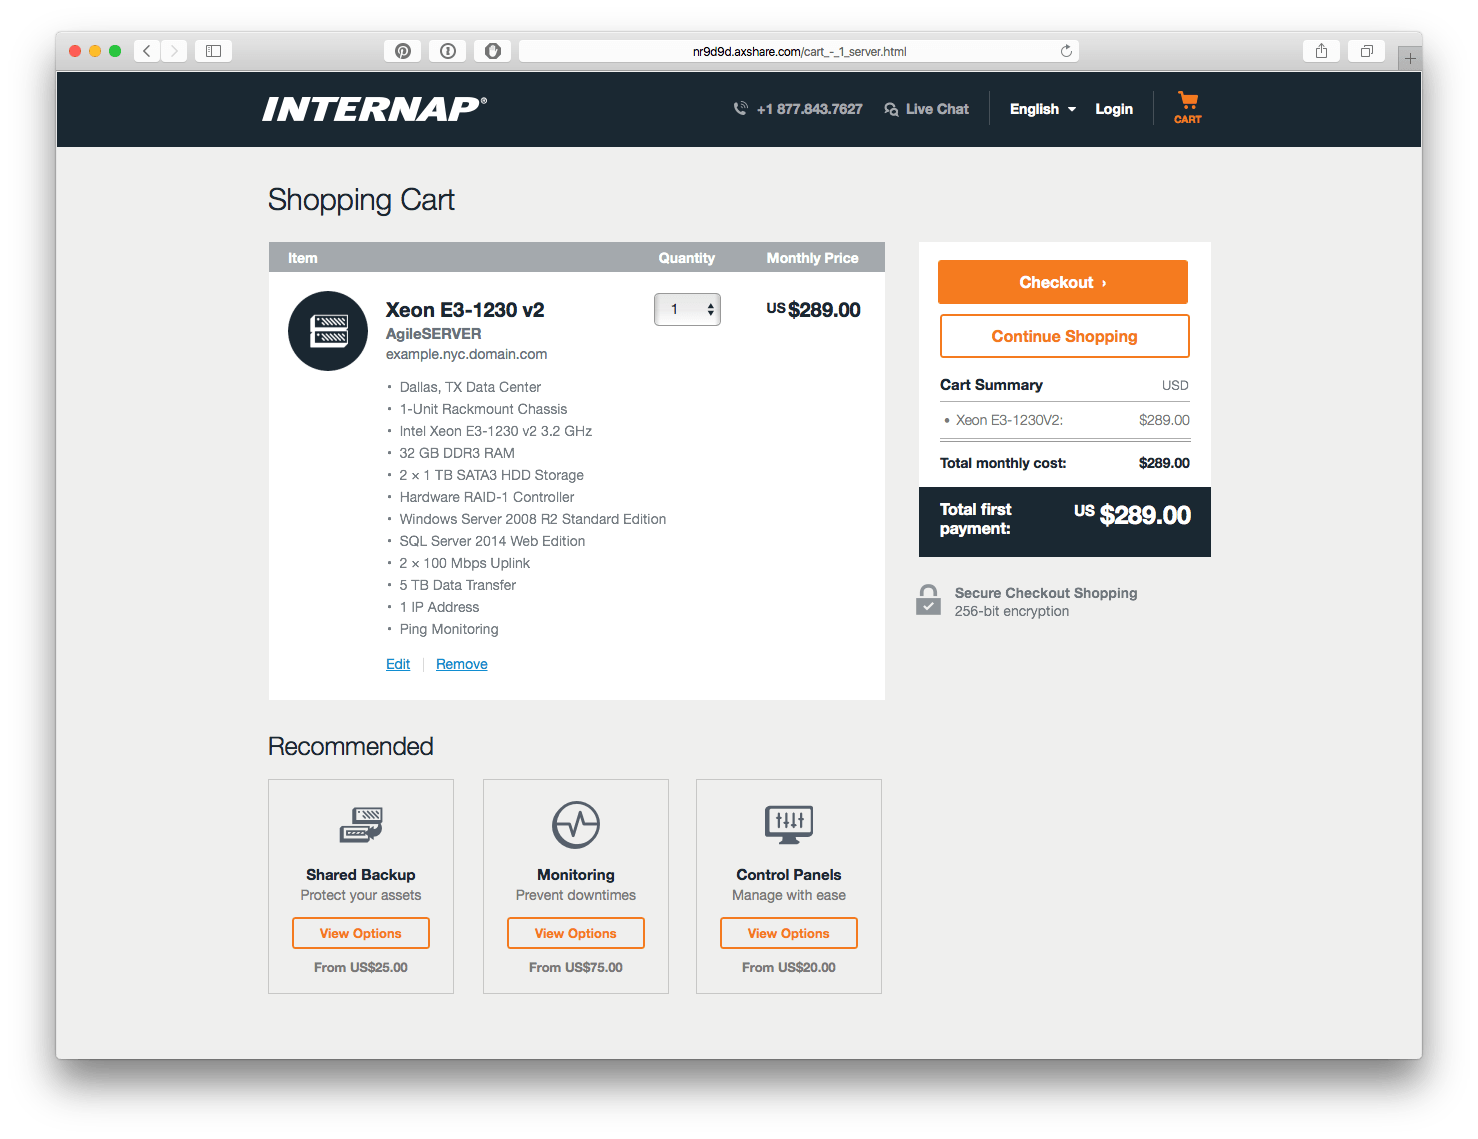 nr9d9d.axshare.com/cart_-_1_server.html
INTERNAP®
+1 877.843.7627
Live Chat
English
Login
CART
Shopping Cart
Item
Quantity
Monthly Price
Xeon E3-1230 v2
1
US $289.00
AgileSERVER
example.nyc.domain.com
• Dallas, TX Data Center
• 1-Unit Rackmount Chassis
• Intel Xeon E3-1230 v2 3.2 GHz
• 32 GB DDR3 RAM
• 2 × 1 TB SATA3 HDD Storage
• Hardware RAID-1 Controller
• Windows Server 2008 R2 Standard Edition
• SQL Server 2014 Web Edition
• 2 × 100 Mbps Uplink
• 5 TB Data Transfer
• 1 IP Address
• Ping Monitoring
Edit
Remove
Checkout ›
Continue Shopping
Cart Summary
USD
• Xeon E3-1230V2:
$289.00
Total monthly cost:
$289.00
Total first
payment:
US $289.00
Secure Checkout Shopping
256-bit encryption
Recommended
Shared Backup
Protect your assets
View Options
From US$25.00
Monitoring
Prevent downtimes
View Options
From US$75.00
Control Panels
Manage with ease
View Options
From US$20.00